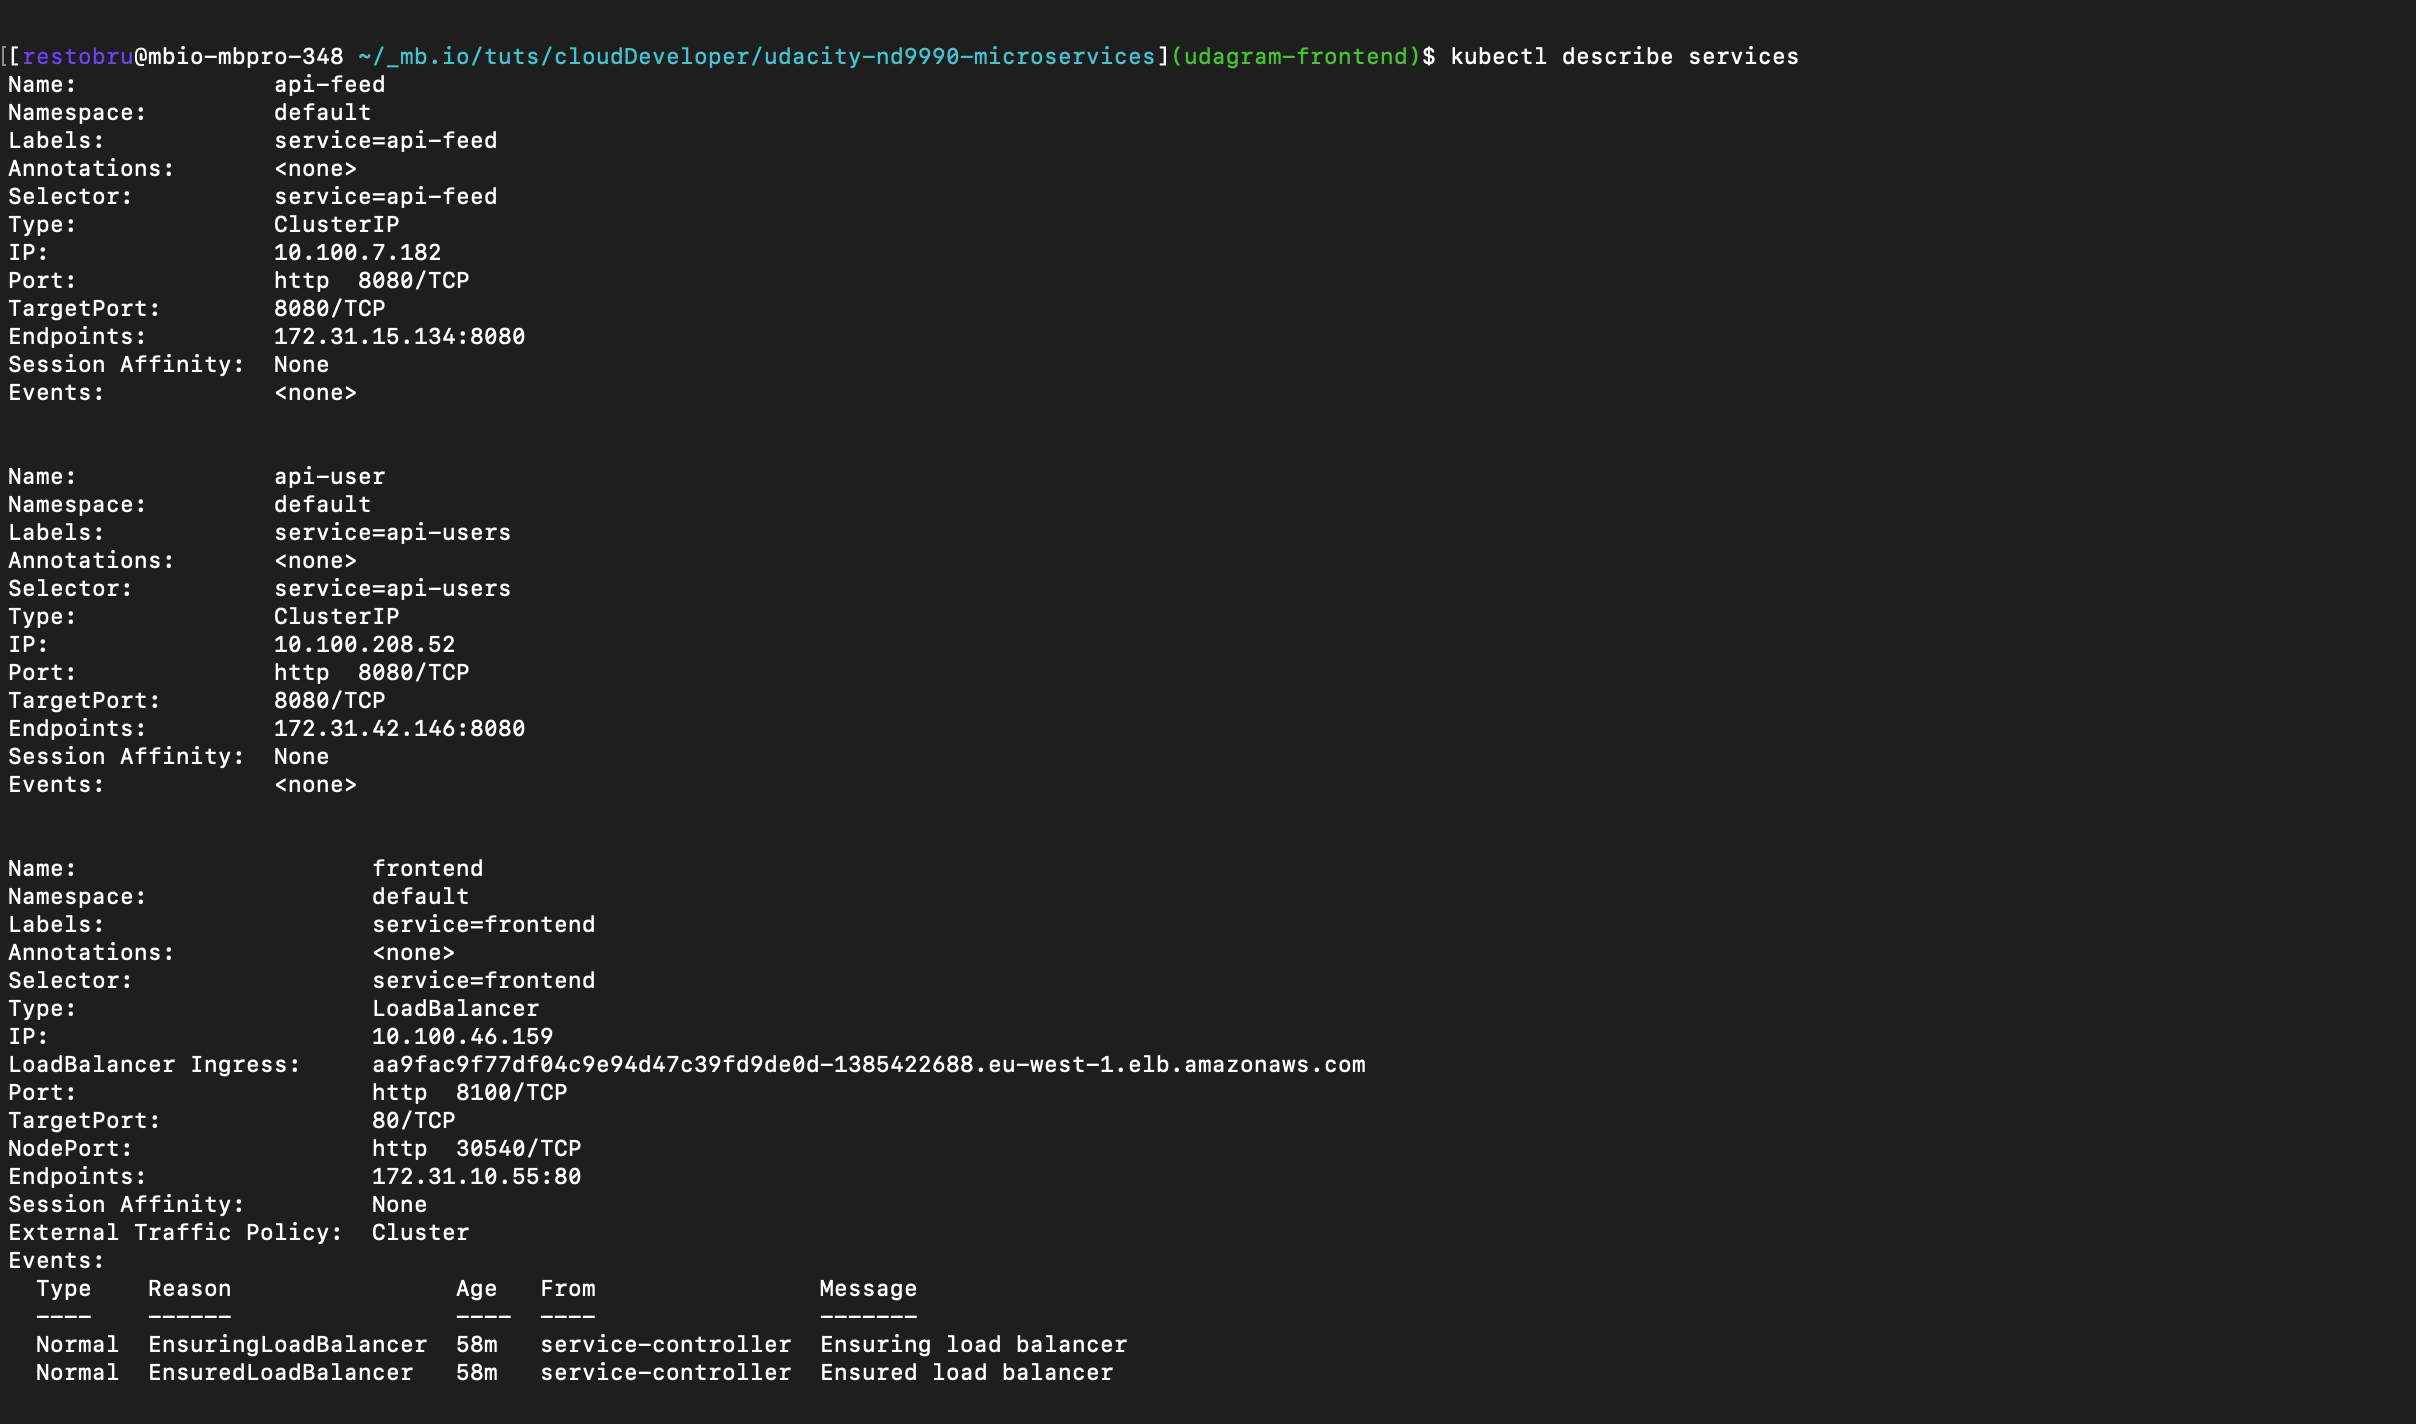 [[restobru@mbio-mbpro-348 ~/_mb.io/tuts/cloudDeveloper/udacity-nd9990-microservices](udagram-frontend)$ kubectl describe services
Name:              api-feed
Namespace:         default
Labels:            service=api-feed
Annotations:       <none>
Selector:          service=api-feed
Type:              ClusterIP
IP:                10.100.7.182
Port:              http  8080/TCP
TargetPort:        8080/TCP
Endpoints:         172.31.15.134:8080
Session Affinity:  None
Events:            <none>

Name:              api-user
Namespace:         default
Labels:            service=api-users
Annotations:       <none>
Selector:          service=api-users
Type:              ClusterIP
IP:                10.100.208.52
Port:              http  8080/TCP
TargetPort:        8080/TCP
Endpoints:         172.31.42.146:8080
Session Affinity:  None
Events:            <none>

Name:                     frontend
Namespace:                default
Labels:                   service=frontend
Annotations:              <none>
Selector:                 service=frontend
Type:                     LoadBalancer
IP:                       10.100.46.159
LoadBalancer Ingress:     aa9fac9f77df04c9e94d47c39fd9de0d-1385422688.eu-west-1.elb.amazonaws.com
Port:                     http  8100/TCP
TargetPort:               80/TCP
NodePort:                 http  30540/TCP
Endpoints:                172.31.10.55:80
Session Affinity:         None
External Traffic Policy:  Cluster
Events:
  Type    Reason                Age   From                Message
  ----    ------                ----  ----                -------
  Normal  EnsuringLoadBalancer  58m   service-controller  Ensuring load balancer
  Normal  EnsuredLoadBalancer   58m   service-controller  Ensured load balancer